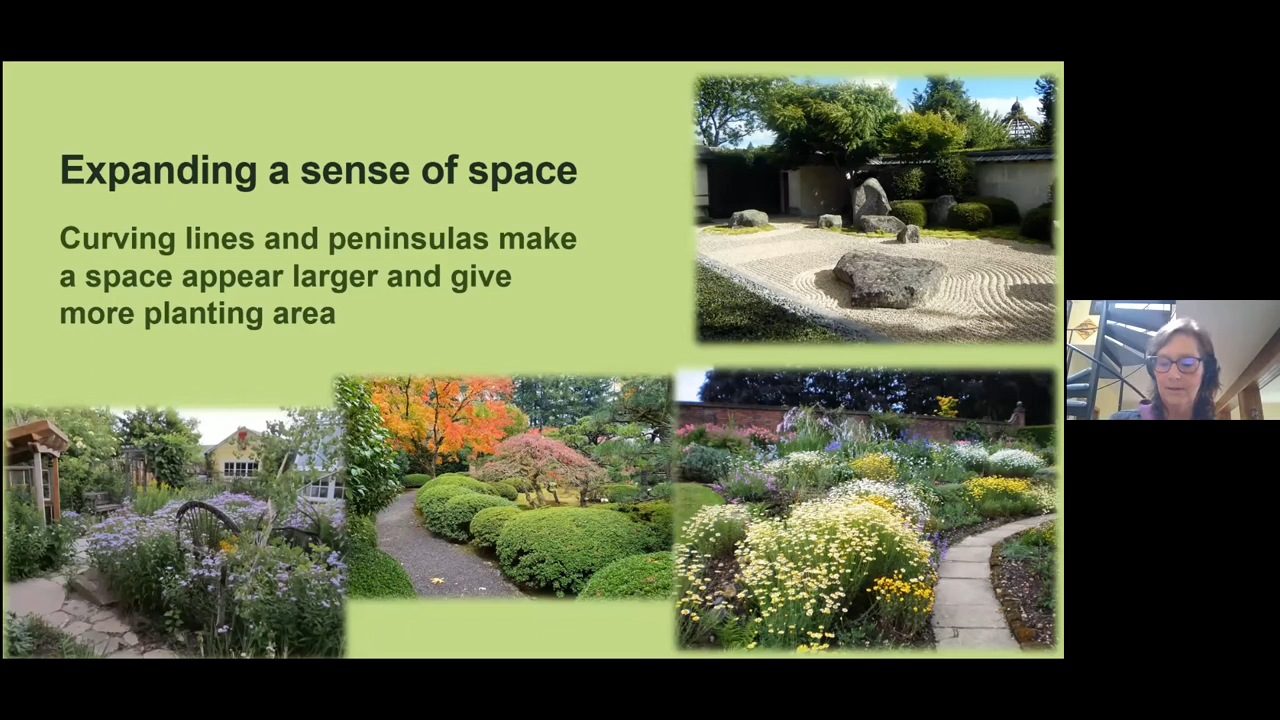 Expanding a sense of space
Curving lines and peninsulas make
a space appear larger and give
more planting area